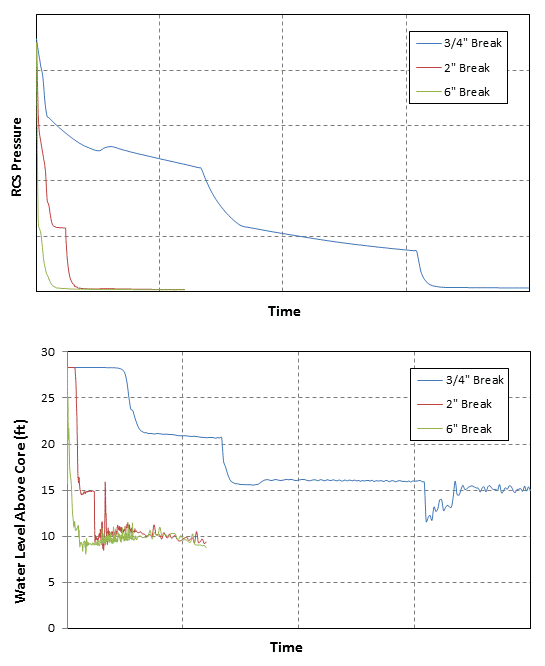 3/4" Break
2" Break
6" Break
RCS Pressure
Time
30
25
20
15
10
5
0
3/4" Break
2" Break
6" Break
Water Level Above Core (ft)
Time